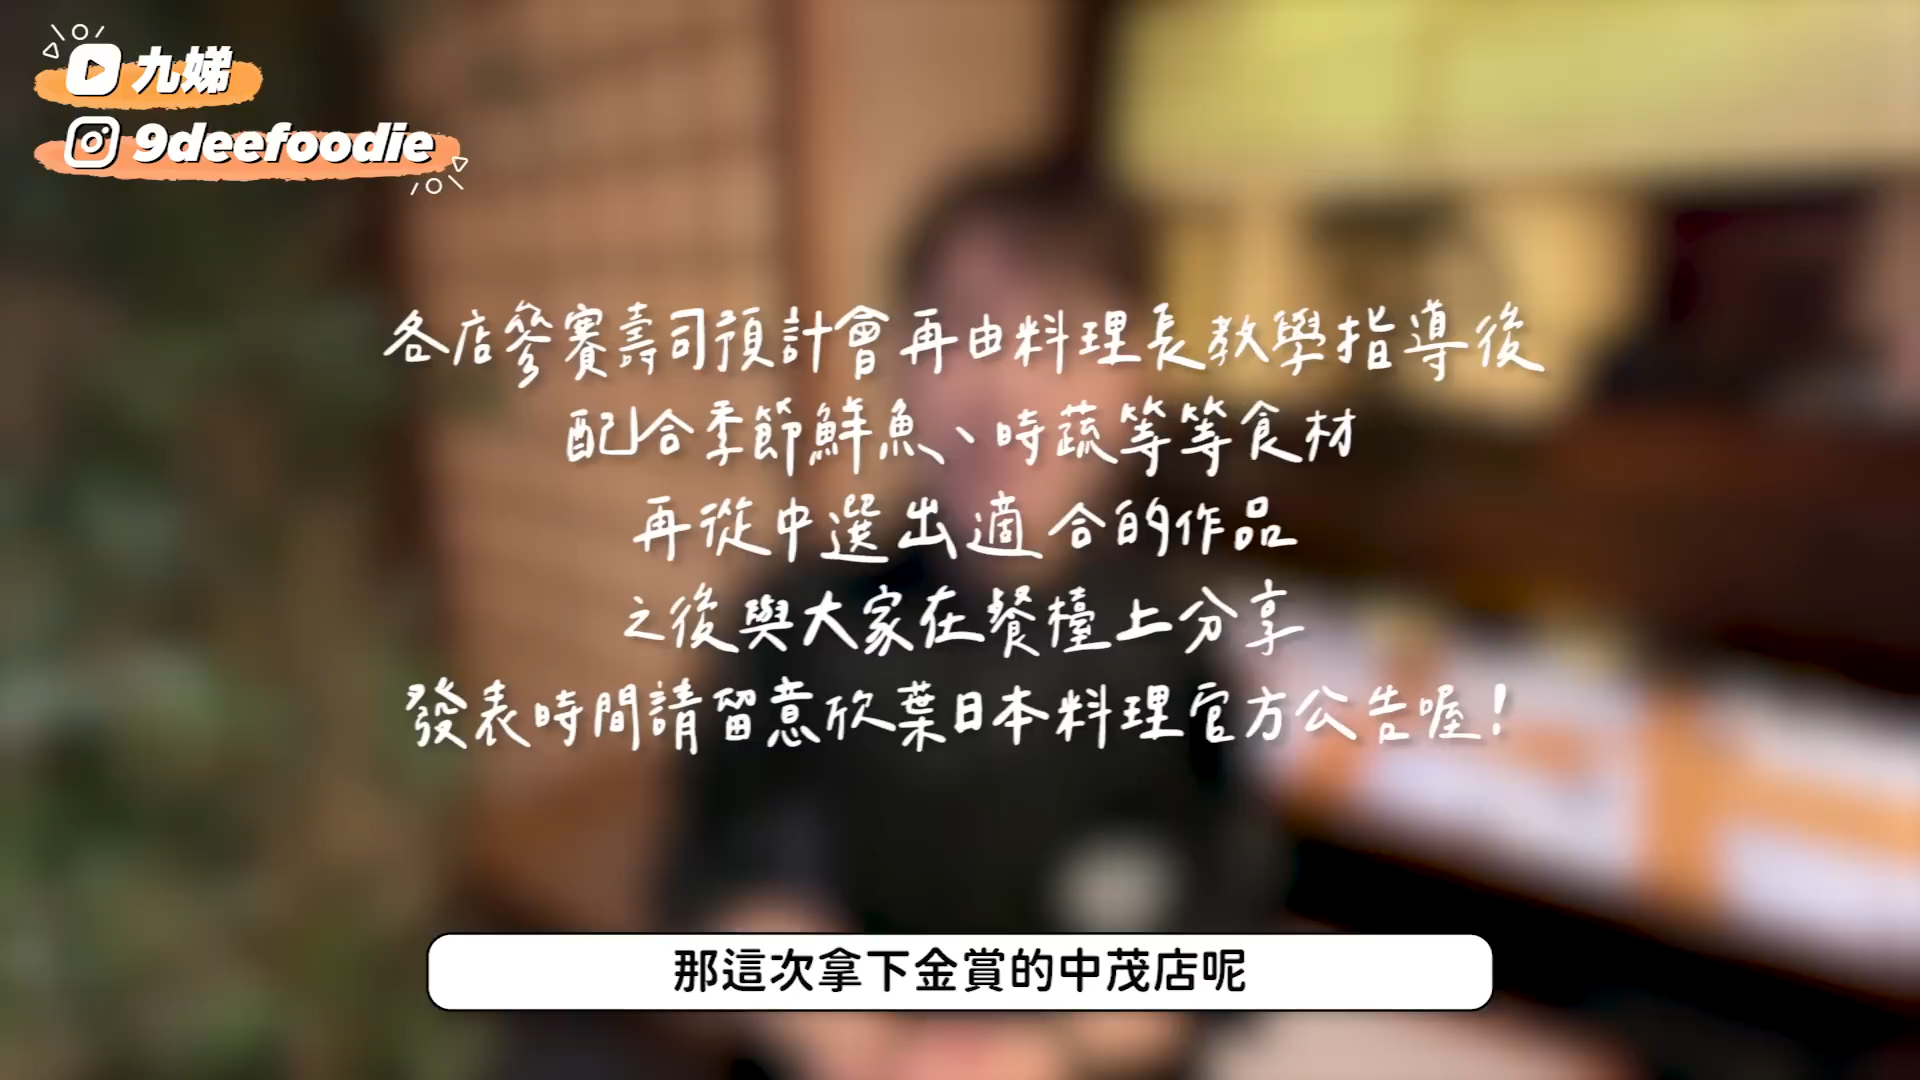 九娣
9deefoodie
各店參賽壽司預計會再由料理長教學指導後
配合季節鮮魚、時蔬等等食材
再從中選出適合的作品
之後與大家在餐檯上分享
發表時間請留意欣葉日本料理官方公告喔！
那這次拿下金賞的中茂店呢